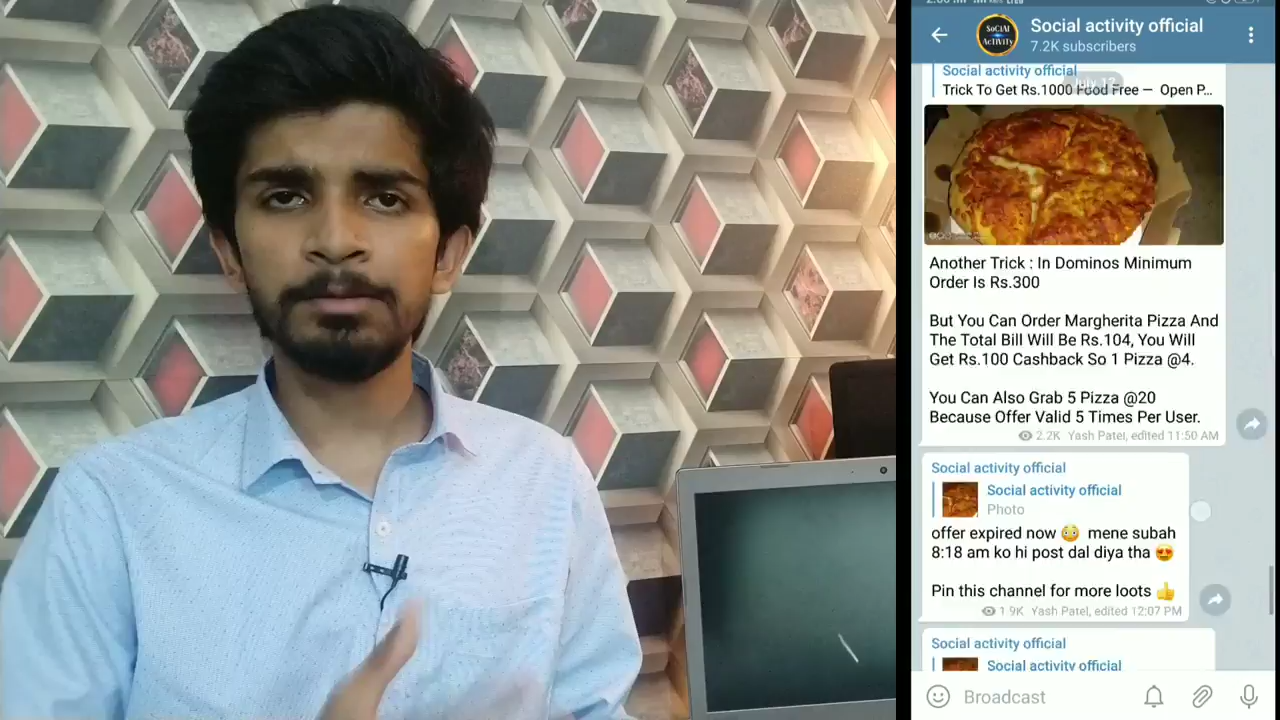 Social activity official
7.2K subscribers
Social activity official
July 12
Trick To Get Rs.1000 Food Free — Open P...
Another Trick : In Dominos Minimum
Order Is Rs.300
But You Can Order Margherita Pizza And
The Total Bill Will Be Rs.104, You Will
Get Rs.100 Cashback So 1 Pizza @4.
You Can Also Grab 5 Pizza @20
Because Offer Valid 5 Times Per User.
2.2K Yash Patel, edited 11:50 AM
Social activity official
Social activity official
Photo
offer expired now 😳 mene subah
8:18 am ko hi post dal diya tha 😍
Pin this channel for more loots 👍
1.9K Yash Patel, edited 12:07 PM
Social activity official
Social activity official
Broadcast